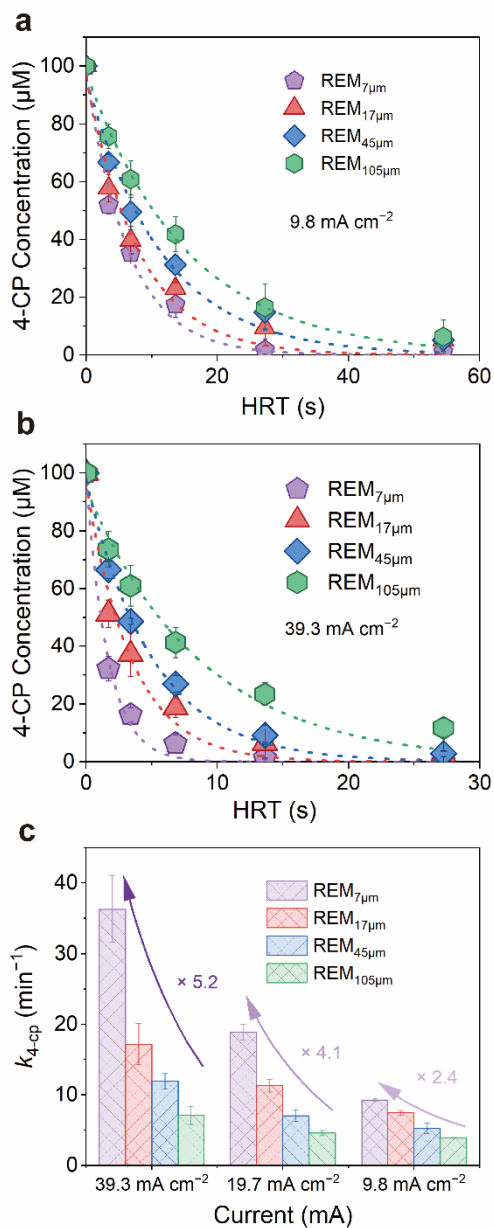 a
4-CP Concentration (µM)
100
80
60
40
20
0
REM7µm
REM17µm
REM45µm
REM105µm
9.8 mA cm⁻²
0 20 40 60
HRT (s)
b
4-CP Concentration (µM)
100
80
60
40
20
0
REM7µm
REM17µm
REM45µm
REM105µm
39.3 mA cm⁻²
0 10 20 30
HRT (s)
c
k4-cp (min⁻¹)
40
30
20
10
0
REM7µm
REM17µm
REM45µm
REM105µm
× 5.2
× 4.1
× 2.4
39.3 mA cm⁻² 19.7 mA cm⁻² 9.8 mA cm⁻²
Current (mA)